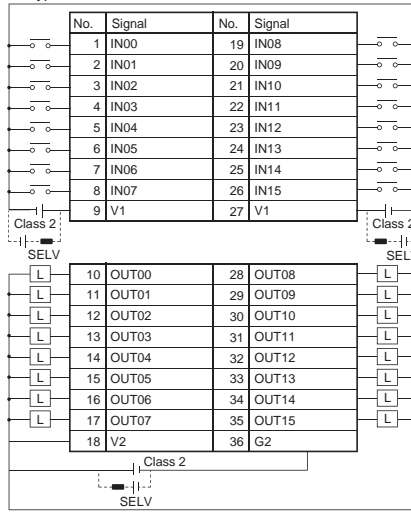 No. Signal No. Signal
1 IN00 19 IN08
2 IN01 20 IN09
3 IN02 21 IN10
4 IN03 22 IN11
5 IN04 23 IN12
6 IN05 24 IN13
7 IN06 25 IN14
8 IN07 26 IN15
9 V1 27 V1
Class 2 Class 2
SELV SELV
L 10 OUT00 28 OUT08 L
L 11 OUT01 29 OUT09 L
L 12 OUT02 30 OUT10 L
L 13 OUT03 31 OUT11 L
L 14 OUT04 32 OUT12 L
L 15 OUT05 33 OUT13 L
L 16 OUT06 34 OUT14 L
L 17 OUT07 35 OUT15 L
18 V2 36 G2
Class 2
SELV